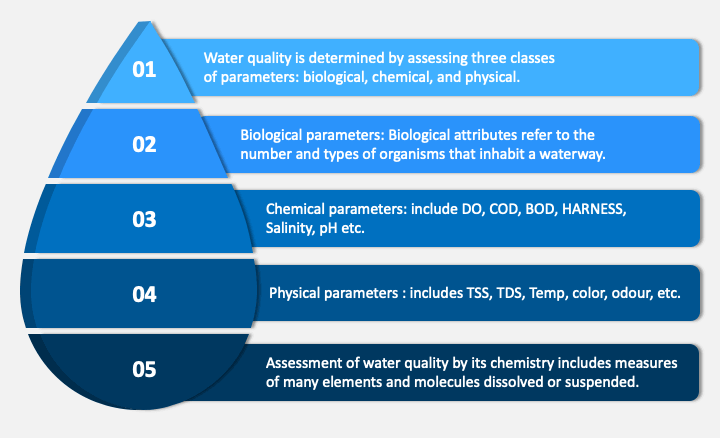 01
Water quality is determined by assessing three classes
of parameters: biological, chemical, and physical.
02
Biological parameters: Biological attributes refer to the
number and types of organisms that inhabit a waterway.
03
Chemical parameters: include DO, COD, BOD, HARNESS,
Salinity, pH etc.
04
Physical parameters : includes TSS, TDS, Temp, color, odour, etc.
05
Assessment of water quality by its chemistry includes measures
of many elements and molecules dissolved or suspended.